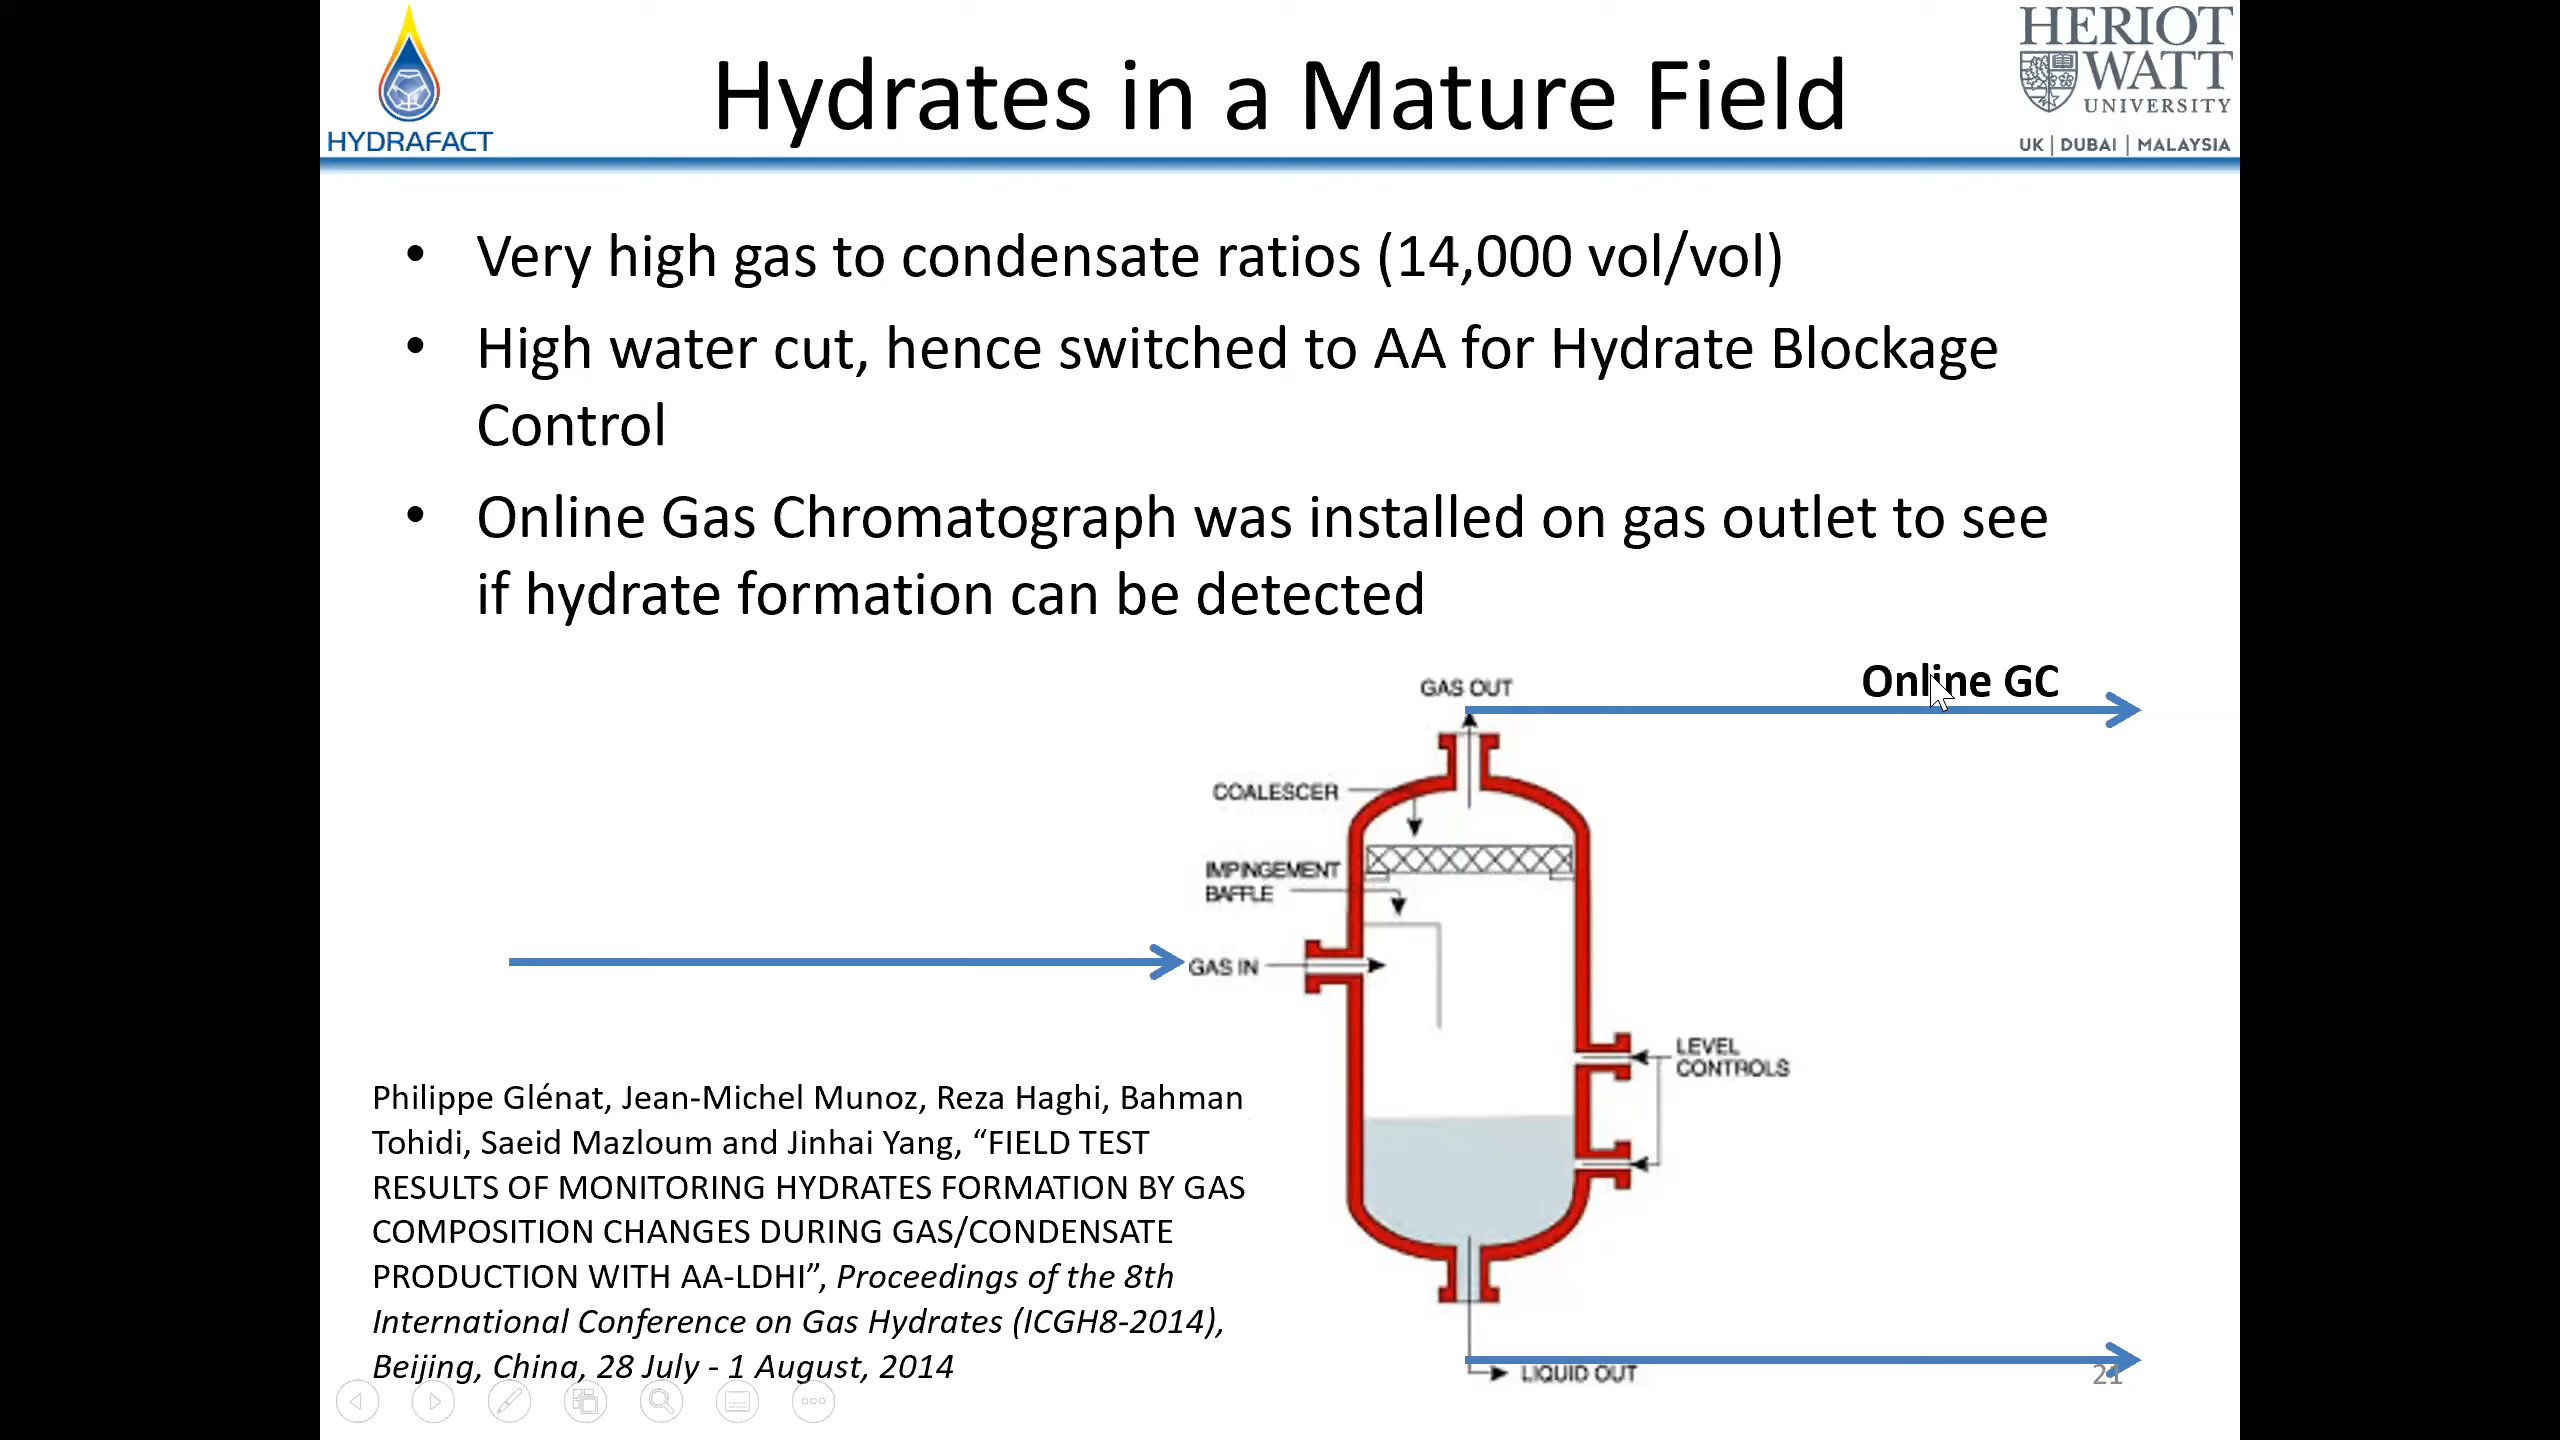 HYDRAFACT
Hydrates in a Mature Field
HERIOT
WATT
UNIVERSITY
UK | DUBAI | MALAYSIA
• Very high gas to condensate ratios (14,000 vol/vol)
• High water cut, hence switched to AA for Hydrate Blockage
Control
• Online Gas Chromatograph was installed on gas outlet to see
if hydrate formation can be detected
Online GC
GAS OUT
COALESCER
IMPINGEMENT
BAFFLE
GAS IN
LEVEL
CONTROLS
LIQUID OUT
Philippe Glénat, Jean-Michel Munoz, Reza Haghi, Bahman
Tohidi, Saeid Mazloum and Jinhai Yang, “FIELD TEST
RESULTS OF MONITORING HYDRATES FORMATION BY GAS
COMPOSITION CHANGES DURING GAS/CONDENSATE
PRODUCTION WITH AA-LDHI”, Proceedings of the 8th
International Conference on Gas Hydrates (ICGH8-2014),
Beijing, China, 28 July - 1 August, 2014
21